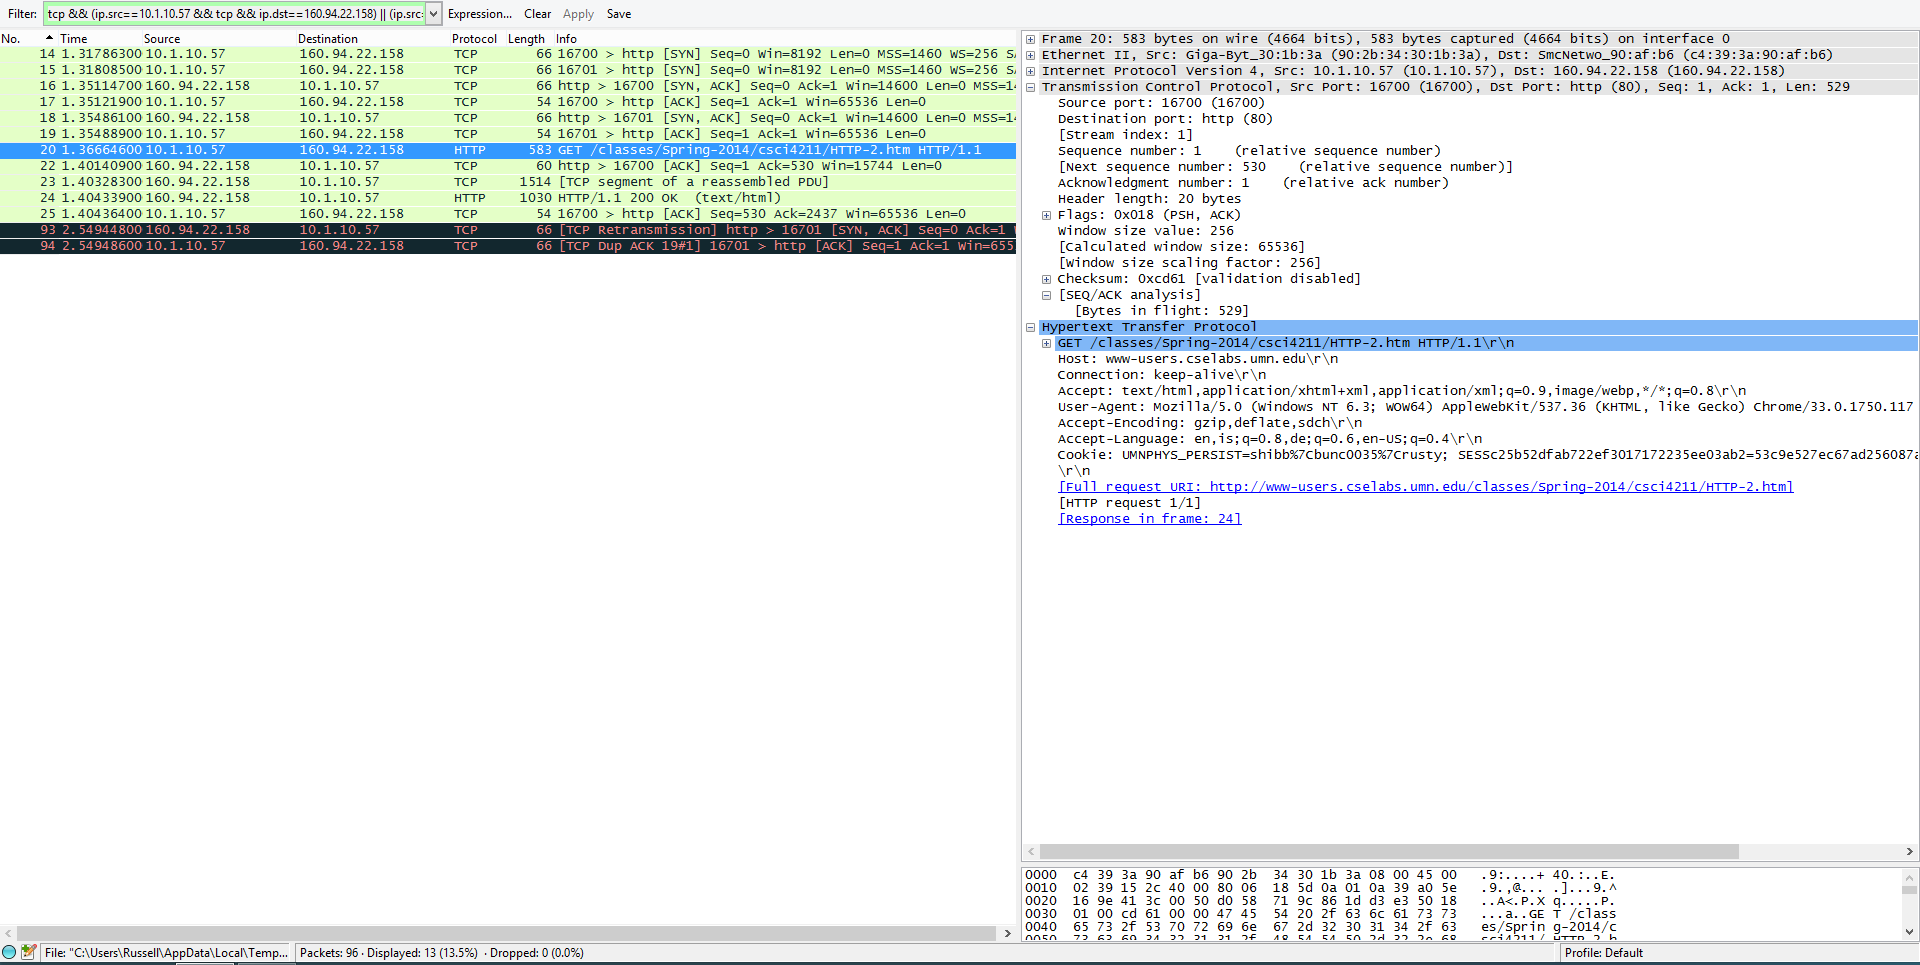 Filter: tcp && (ip.src==10.1.10.57 && tcp && ip.dst==160.94.22.158) || (ip.src= Expression... Clear Apply Save
No. Time Source Destination Protocol Length Info
14 1.31786300 10.1.10.57 160.94.22.158 TCP 66 16700 > http [SYN] Seq=0 Win=8192 Len=0 MSS=1460 WS=256 S
15 1.31808500 10.1.10.57 160.94.22.158 TCP 66 16701 > http [SYN] Seq=0 Win=8192 Len=0 MSS=1460 WS=256 S
16 1.35114700 160.94.22.158 10.1.10.57 TCP 66 http > 16700 [SYN, ACK] Seq=0 Ack=1 Win=14600 Len=0 MSS=1
17 1.35121900 10.1.10.57 160.94.22.158 TCP 54 16700 > http [ACK] Seq=1 Ack=1 Win=65536 Len=0
18 1.35486100 160.94.22.158 10.1.10.57 TCP 66 http > 16701 [SYN, ACK] Seq=0 Ack=1 Win=14600 Len=0 MSS=1
19 1.35488900 10.1.10.57 160.94.22.158 TCP 54 16701 > http [ACK] Seq=1 Ack=1 Win=65536 Len=0
20 1.36664600 10.1.10.57 160.94.22.158 HTTP 583 GET /classes/Spring-2014/csci4211/HTTP-2.htm HTTP/1.1
22 1.40140900 160.94.22.158 10.1.10.57 TCP 60 http > 16700 [ACK] Seq=1 Ack=530 Win=15744 Len=0
23 1.40328300 160.94.22.158 10.1.10.57 TCP 1514 [TCP segment of a reassembled PDU]
24 1.40433900 160.94.22.158 10.1.10.57 HTTP 1030 HTTP/1.1 200 OK (text/html)
25 1.40436400 10.1.10.57 160.94.22.158 TCP 54 16700 > http [ACK] Seq=530 Ack=2437 Win=65536 Len=0
93 2.54944800 160.94.22.158 10.1.10.57 TCP 66 [TCP Retransmission] http > 16701 [SYN, ACK] Seq=0 Ack=1
94 2.54948600 10.1.10.57 160.94.22.158 TCP 66 [TCP Dup ACK 19#1] 16701 > http [ACK] Seq=1 Ack=1 Win=655
Frame 20: 583 bytes on wire (4664 bits), 583 bytes captured (4664 bits) on interface 0
Ethernet II, Src: Giga-Byt_30:1b:3a (90:2b:34:30:1b:3a), Dst: SmcNetwo_90:af:b6 (c4:39:3a:90:af:b6)
Internet Protocol Version 4, Src: 10.1.10.57 (10.1.10.57), Dst: 160.94.22.158 (160.94.22.158)
Transmission Control Protocol, Src Port: 16700 (16700), Dst Port: http (80), Seq: 1, Ack: 1, Len: 529
Source port: 16700 (16700)
Destination port: http (80)
[Stream index: 1]
Sequence number: 1 (relative sequence number)
[Next sequence number: 530 (relative sequence number)]
Acknowledgment number: 1 (relative ack number)
Header length: 20 bytes
Flags: 0x018 (PSH, ACK)
Window size value: 256
[Calculated window size: 65536]
[Window size scaling factor: 256]
Checksum: 0xcd61 [validation disabled]
[SEQ/ACK analysis]
[Bytes in flight: 529]
Hypertext Transfer Protocol
GET /classes/Spring-2014/csci4211/HTTP-2.htm HTTP/1.1\r\n
Host: www-users.cselabs.umn.edu\r\n
Connection: keep-alive\r\n
Accept: text/html,application/xhtml+xml,application/xml;q=0.9,image/webp,*/*;q=0.8\r\n
User-Agent: Mozilla/5.0 (Windows NT 6.3; WOW64) AppleWebKit/537.36 (KHTML, like Gecko) Chrome/33.0.1750.117
Accept-Encoding: gzip,deflate,sdch\r\n
Accept-Language: en,is;q=0.8,de;q=0.6,en-US;q=0.4\r\n
Cookie: UMNPHYS_PERSIST=shibb%7Cbunc0035%7Crusty; SESSc25b52dfab722ef3017172235ee03ab2=53c9e527ec67ad256087a
\r\n
[Full request URI: http://www-users.cselabs.umn.edu/classes/Spring-2014/csci4211/HTTP-2.htm]
[HTTP request 1/1]
[Response in frame: 24]
0000 c4 39 3a 90 af b6 90 2b 34 30 1b 3a 08 00 45 00 .9:....+ 40.:..E.
0010 02 39 15 2c 40 00 80 06 18 5d 0a 01 0a 39 a0 5e .9.,@... .]...9.^
0020 16 9e 41 3c 00 50 d0 58 71 9c 86 1d d3 e3 50 18 ..A<.P.X q.....P.
0030 01 00 cd 61 00 00 47 45 54 20 2f 63 6c 61 73 73 ...a..GE T /class
0040 65 73 2f 53 70 72 69 6e 67 2d 32 30 31 34 2f 63 es/Sprin g-2014/c
0050 73 63 69 34 32 31 31 2f 48 54 54 50 2d 32 2e 68 sci4211/ HTTP-2.h
File: "C:\Users\Russell\AppData\Local\Temp... Packets: 96 · Displayed: 13 (13.5%) · Dropped: 0 (0.0%) Profile: Default